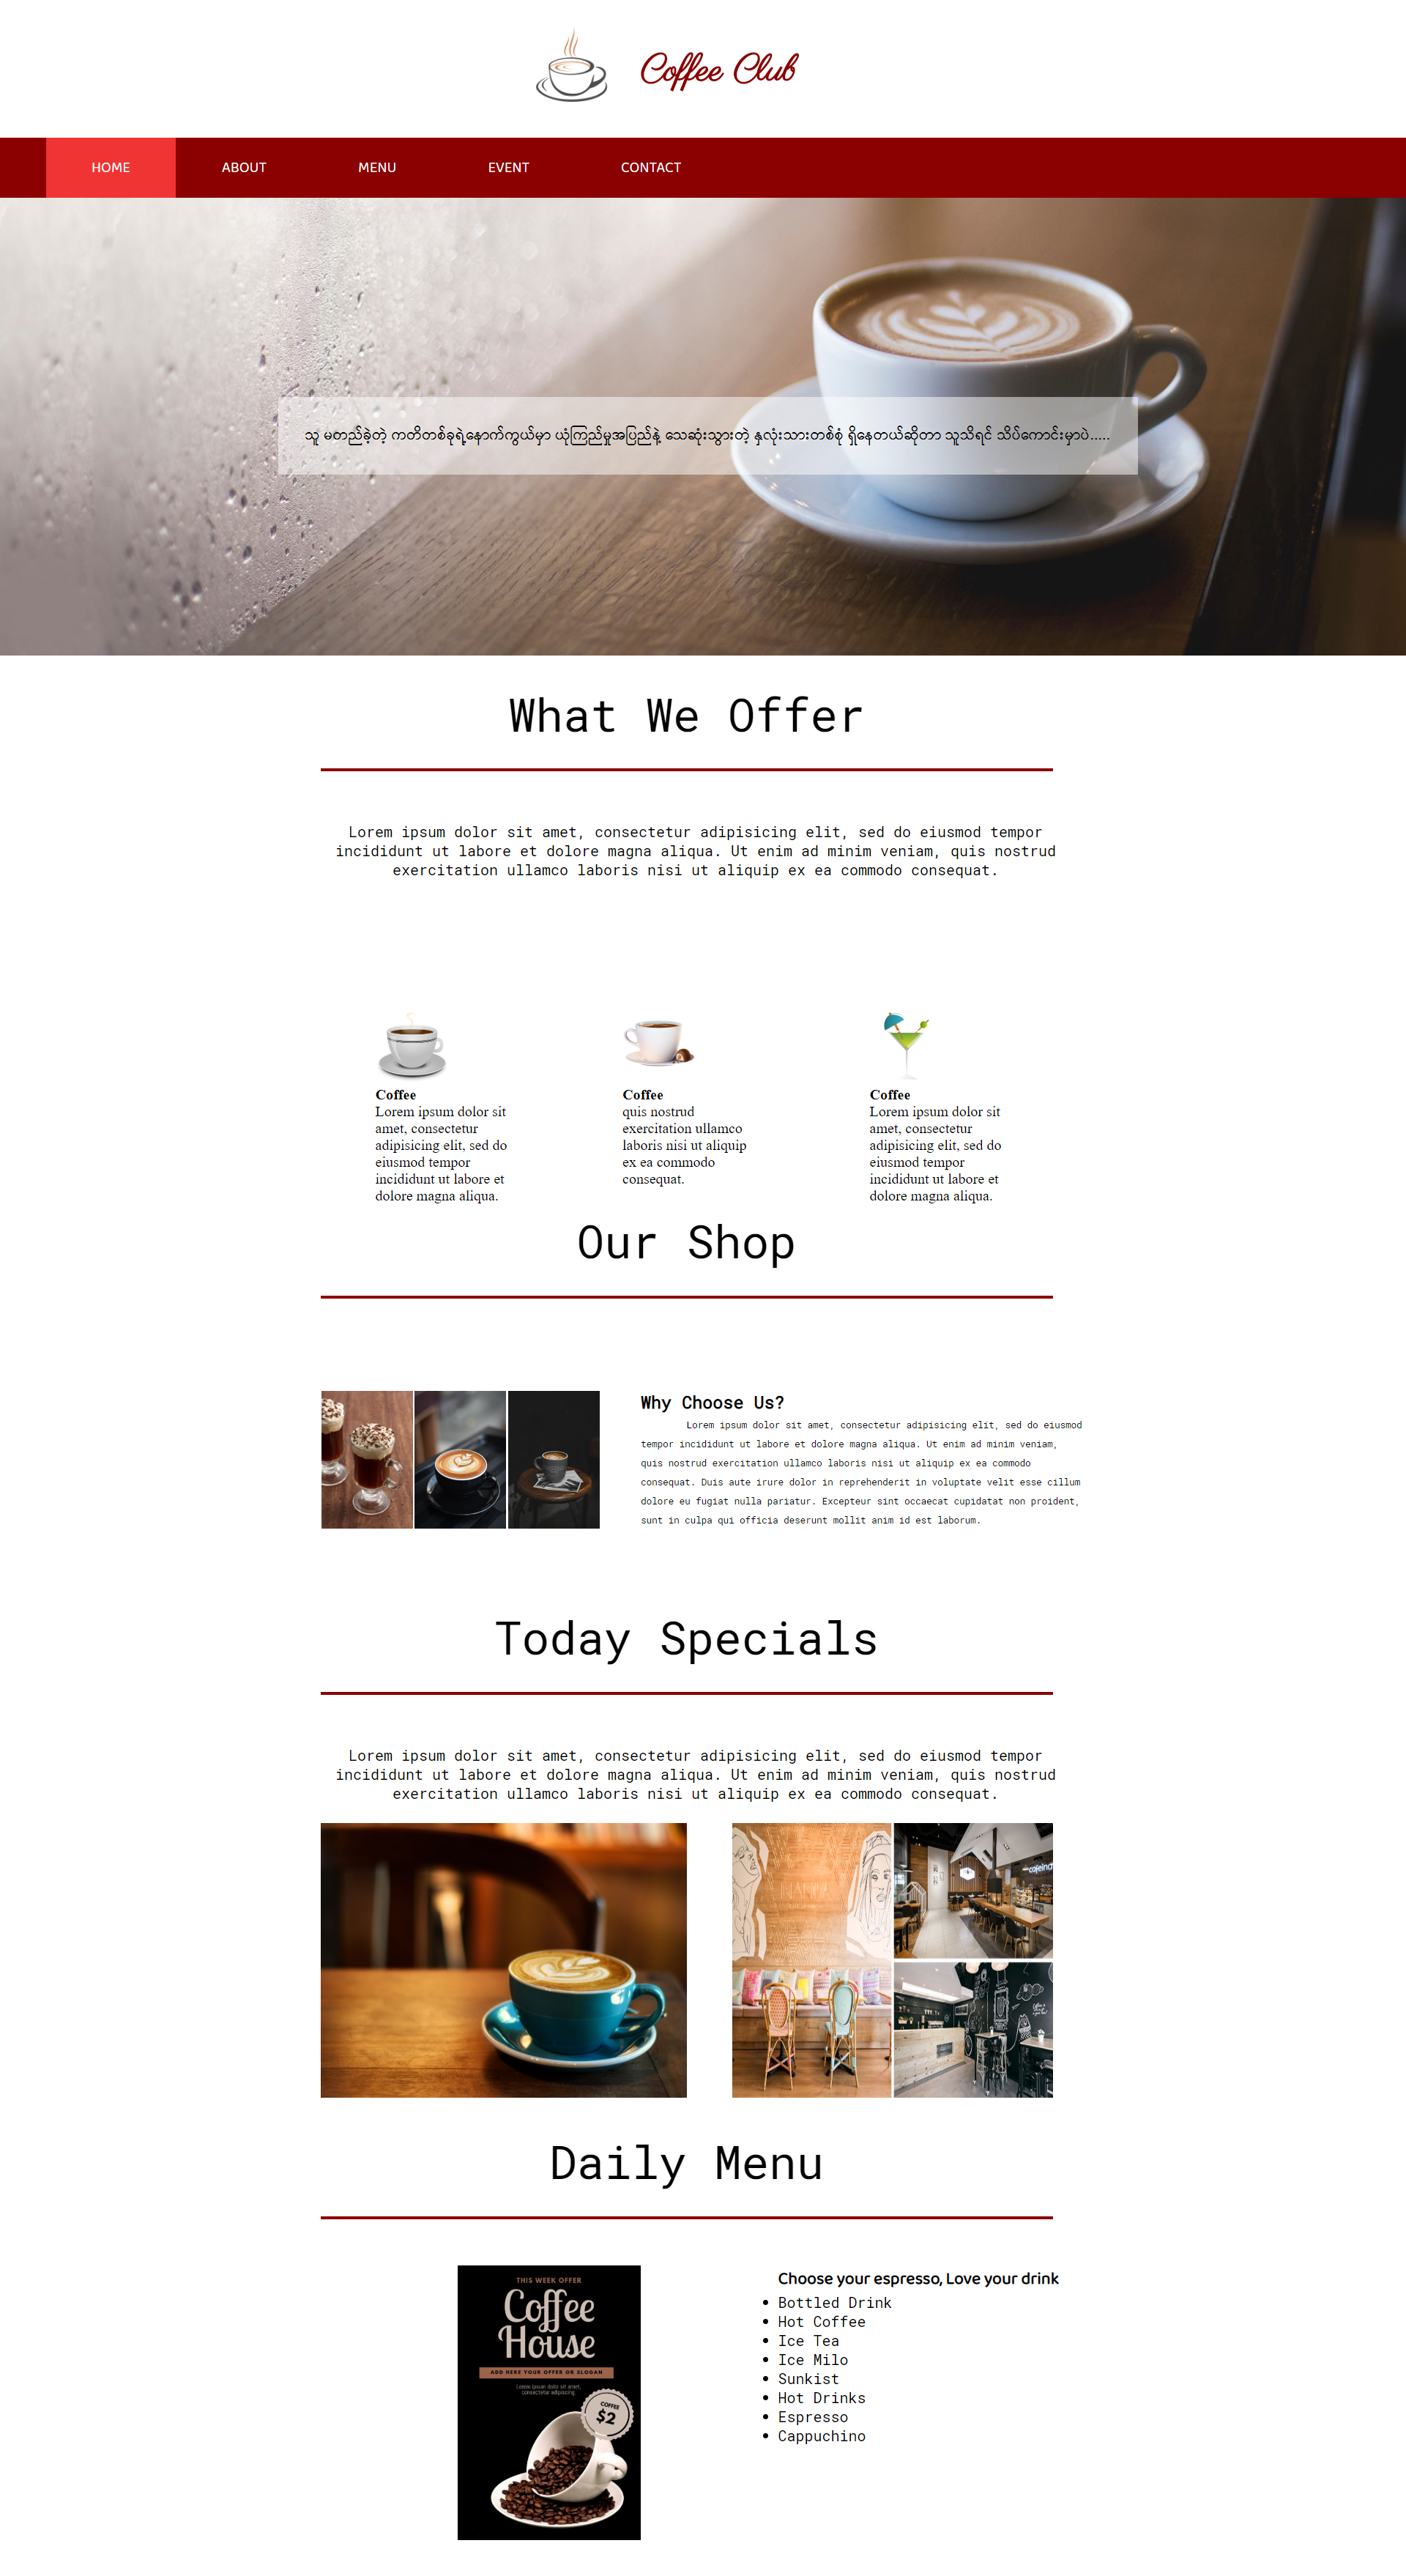 Coffee Club
HOME ABOUT MENU EVENT CONTACT
သူ မတည်ခဲ့တဲ့ ကတိတစ်ခုရဲ့နောက်ကွယ်မှာ ယုံကြည်မှုအပြည်နဲ့ သေဆုံးသွားတဲ့ နှလုံးသားတစ်စုံ ရှိနေတယ်ဆိုတာ သူသိရင် သိပ်ကောင်းမှာပဲ.....
What We Offer
Lorem ipsum dolor sit amet, consectetur adipisicing elit, sed do eiusmod tempor
incididunt ut labore et dolore magna aliqua. Ut enim ad minim veniam, quis nostrud
exercitation ullamco laboris nisi ut aliquip ex ea commodo consequat.
Coffee
Lorem ipsum dolor sit
amet, consectetur
adipisicing elit, sed do
eiusmod tempor
incididunt ut labore et
dolore magna aliqua.
Coffee
quis nostrud
exercitation ullamco
laboris nisi ut aliquip
ex ea commodo
consequat.
Coffee
Lorem ipsum dolor sit
amet, consectetur
adipisicing elit, sed do
eiusmod tempor
incididunt ut labore et
dolore magna aliqua.
Our Shop
Why Choose Us?
Lorem ipsum dolor sit amet, consectetur adipisicing elit, sed do eiusmod
tempor incididunt ut labore et dolore magna aliqua. Ut enim ad minim veniam,
quis nostrud exercitation ullamco laboris nisi ut aliquip ex ea commodo
consequat. Duis aute irure dolor in reprehenderit in voluptate velit esse cillum
dolore eu fugiat nulla pariatur. Excepteur sint occaecat cupidatat non proident,
sunt in culpa qui officia deserunt mollit anim id est laborum.
Today Specials
Lorem ipsum dolor sit amet, consectetur adipisicing elit, sed do eiusmod tempor
incididunt ut labore et dolore magna aliqua. Ut enim ad minim veniam, quis nostrud
exercitation ullamco laboris nisi ut aliquip ex ea commodo consequat.
Daily Menu
THIS WEEK OFFER
Coffee
House
ADD HERE YOUR OFFER OR SLOGAN
Lorem ipsum dolo sit amet,
consectetur adipiscing
COFFEE
$2
Choose your espresso, Love your drink
Bottled Drink
Hot Coffee
Ice Tea
Ice Milo
Sunkist
Hot Drinks
Espresso
Cappuchino